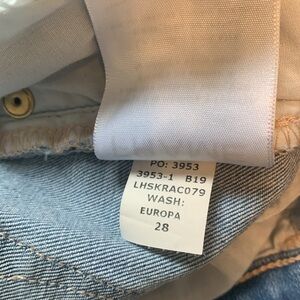 PO: 3953
3953-1 B19
LHSKRAC079
WASH:
EUROPA
28